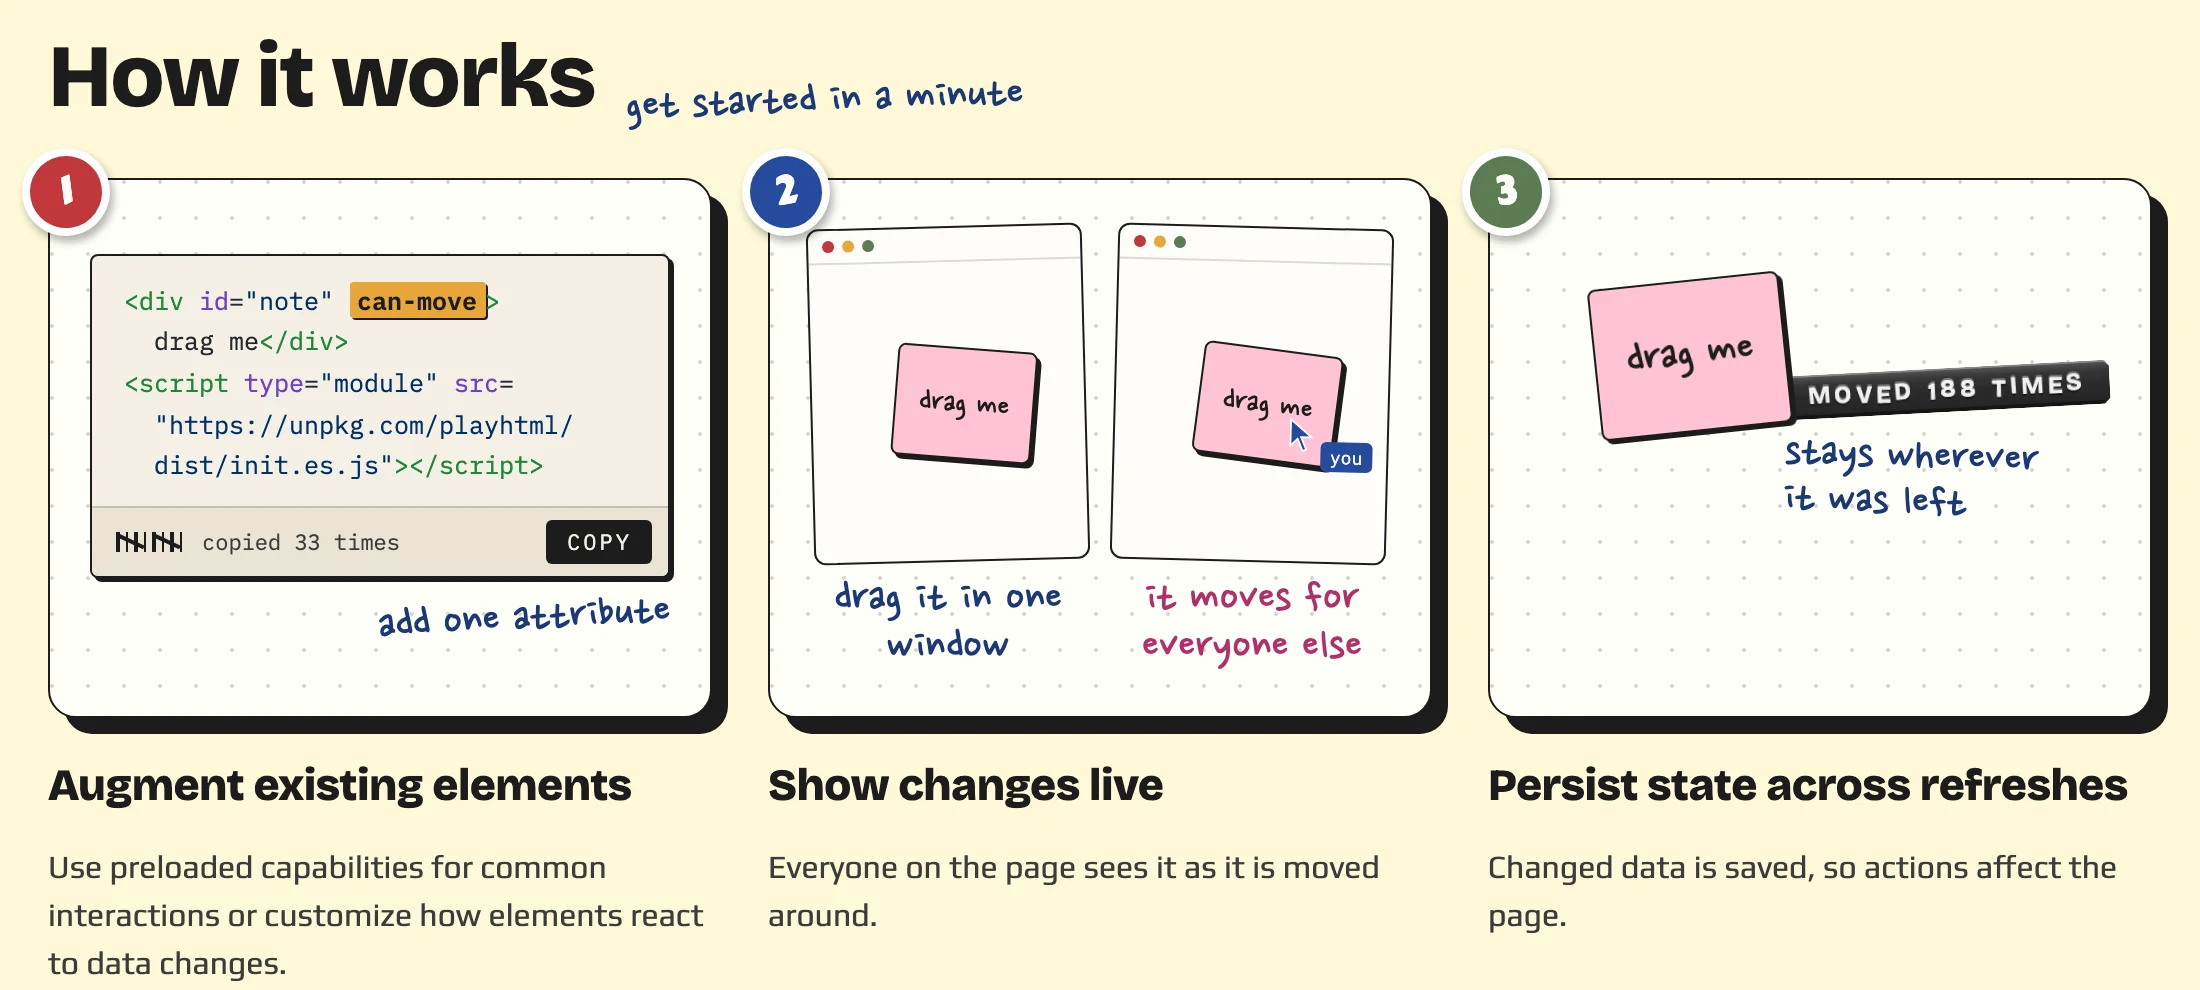 How it works
get started in a minute
1
<div id="note" can-move>
drag me</div>
<script type="module" src=
"https://unpkg.com/playhtml/
dist/init.es.js"></script>
copied 33 times
COPY
add one attribute
Augment existing elements
Use preloaded capabilities for common
interactions or customize how elements react
to data changes.
2
drag me
drag me
you
drag it in one
window
it moves for
everyone else
Show changes live
Everyone on the page sees it as it is moved
around.
3
drag me
MOVED 188 TIMES
stays wherever
it was left
Persist state across refreshes
Changed data is saved, so actions affect the
page.